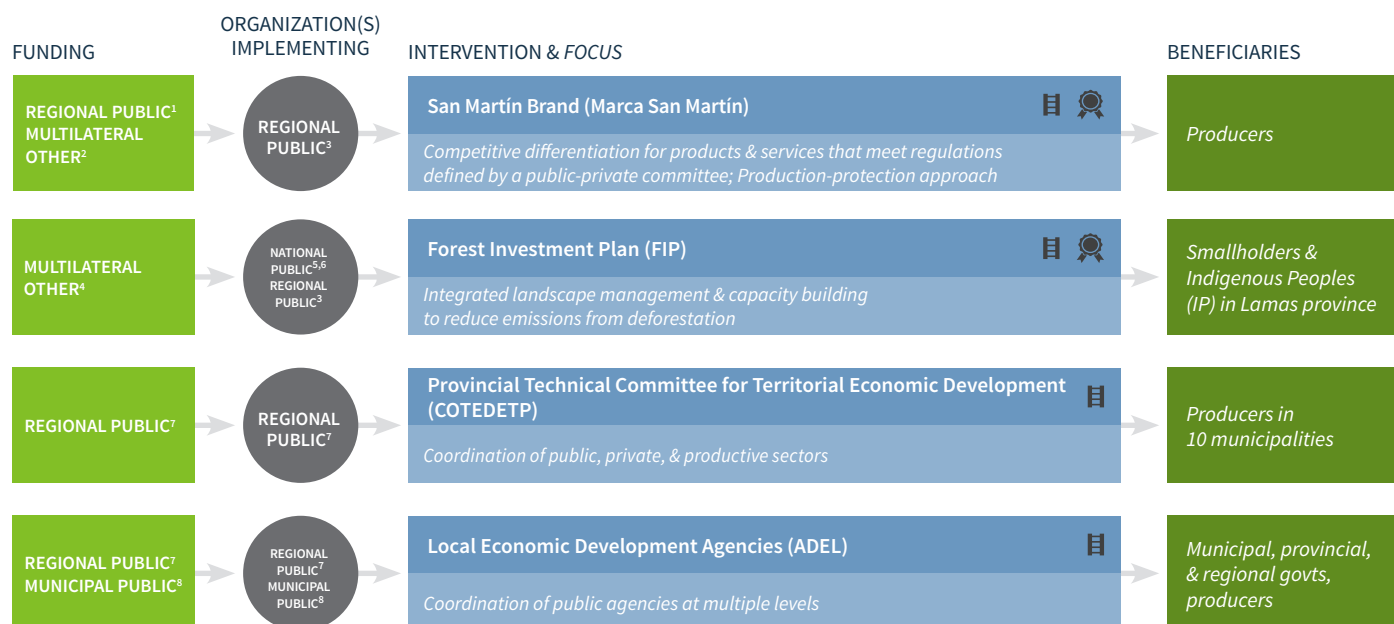 FUNDING
ORGANIZATION(S)
IMPLEMENTING
INTERVENTION & FOCUS
BENEFICIARIES
REGIONAL PUBLIC¹
MULTILATERAL
OTHER²
REGIONAL
PUBLIC³
San Martín Brand (Marca San Martín)
Competitive differentiation for products & services that meet regulations
defined by a public-private committee; Production-protection approach
Producers
MULTILATERAL
OTHER⁴
NATIONAL
PUBLIC⁵,⁶
REGIONAL
PUBLIC³
Forest Investment Plan (FIP)
Integrated landscape management & capacity building
to reduce emissions from deforestation
Smallholders &
Indigenous Peoples
(IP) in Lamas province
REGIONAL PUBLIC⁷
REGIONAL
PUBLIC⁷
Provincial Technical Committee for Territorial Economic Development
(COTEDETP)
Coordination of public, private, & productive sectors
Producers in
10 municipalities
REGIONAL PUBLIC⁷
MUNICIPAL PUBLIC⁸
REGIONAL
PUBLIC⁷
MUNICIPAL
PUBLIC⁸
Local Economic Development Agencies (ADEL)
Coordination of public agencies at multiple levels
Municipal, provincial,
& regional govts,
producers